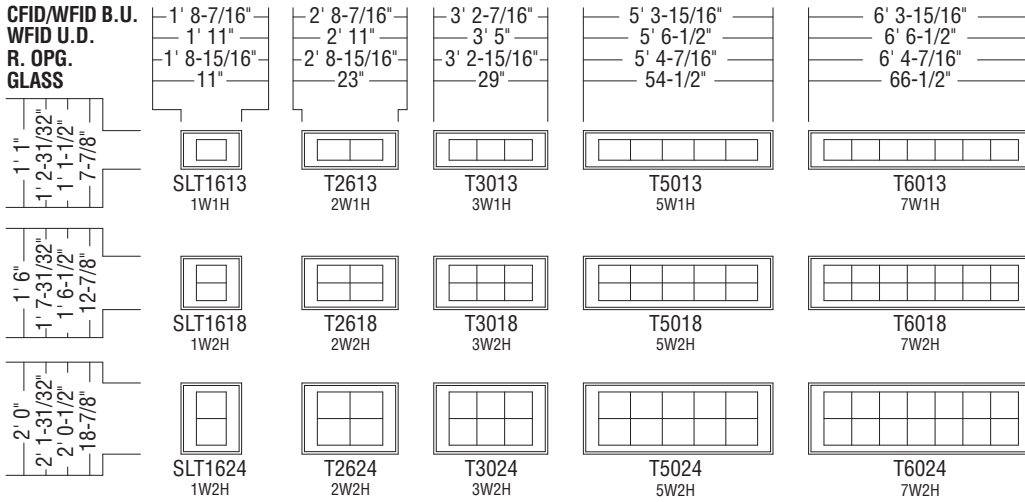 CFID/WFID B.U. 1' 8-7/16" 2' 8-7/16" 3' 2-7/16" 5' 3-15/16" 6' 3-15/16"
WFID U.D. 1' 11" 2' 11" 3' 5" 5' 6-1/2" 6' 6-1/2"
R. OPG. 1' 8-15/16" 2' 8-15/16" 3' 2-15/16" 5' 4-7/16" 6' 4-7/16"
GLASS 11" 23" 29" 54-1/2" 66-1/2"
1' 1"
1' 2-31/32"
1' 1-1/2"
7-7/8"
SLT1613 T2613 T3013 T5013 T6013
1W1H 2W1H 3W1H 5W1H 7W1H
1' 6"
1' 7-31/32"
1' 6-1/2"
12-7/8"
SLT1618 T2618 T3018 T5018 T6018
1W2H 2W2H 3W2H 5W2H 7W2H
2' 0"
2' 1-31/32"
2' 0-1/2"
18-7/8"
SLT1624 T2624 T3024 T5024 T6024
1W2H 2W2H 3W2H 5W2H 7W2H